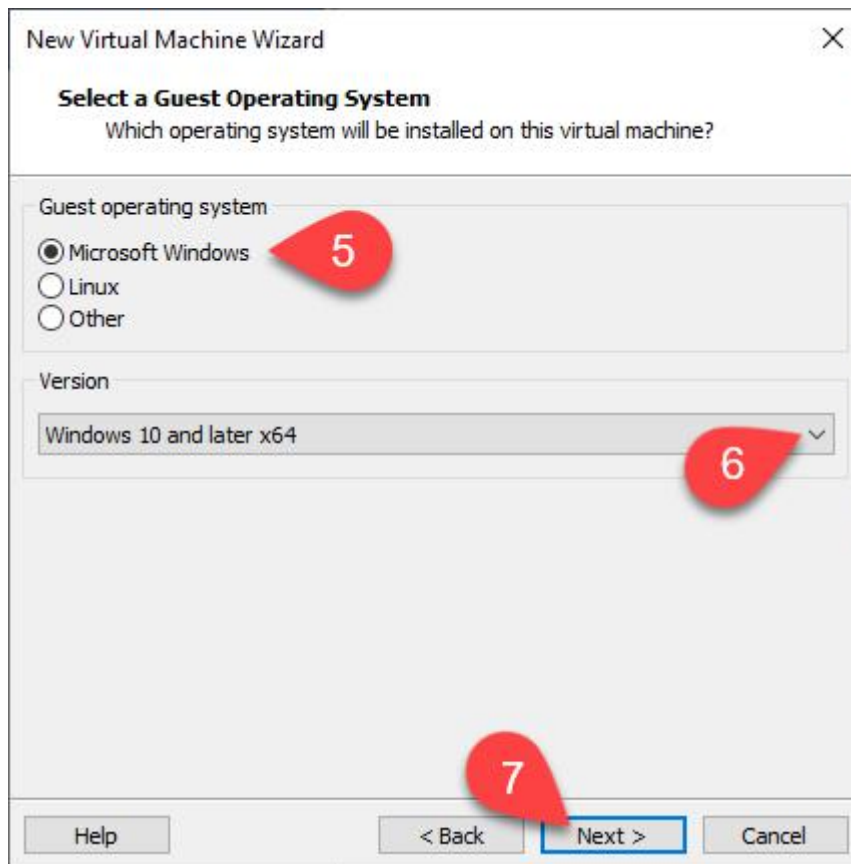 New Virtual Machine Wizard
Select a Guest Operating System
Which operating system will be installed on this virtual machine?
Guest operating system
Microsoft Windows
5
Linux
Other
Version
Windows 10 and later x64
6
7
Help
< Back
Next >
Cancel